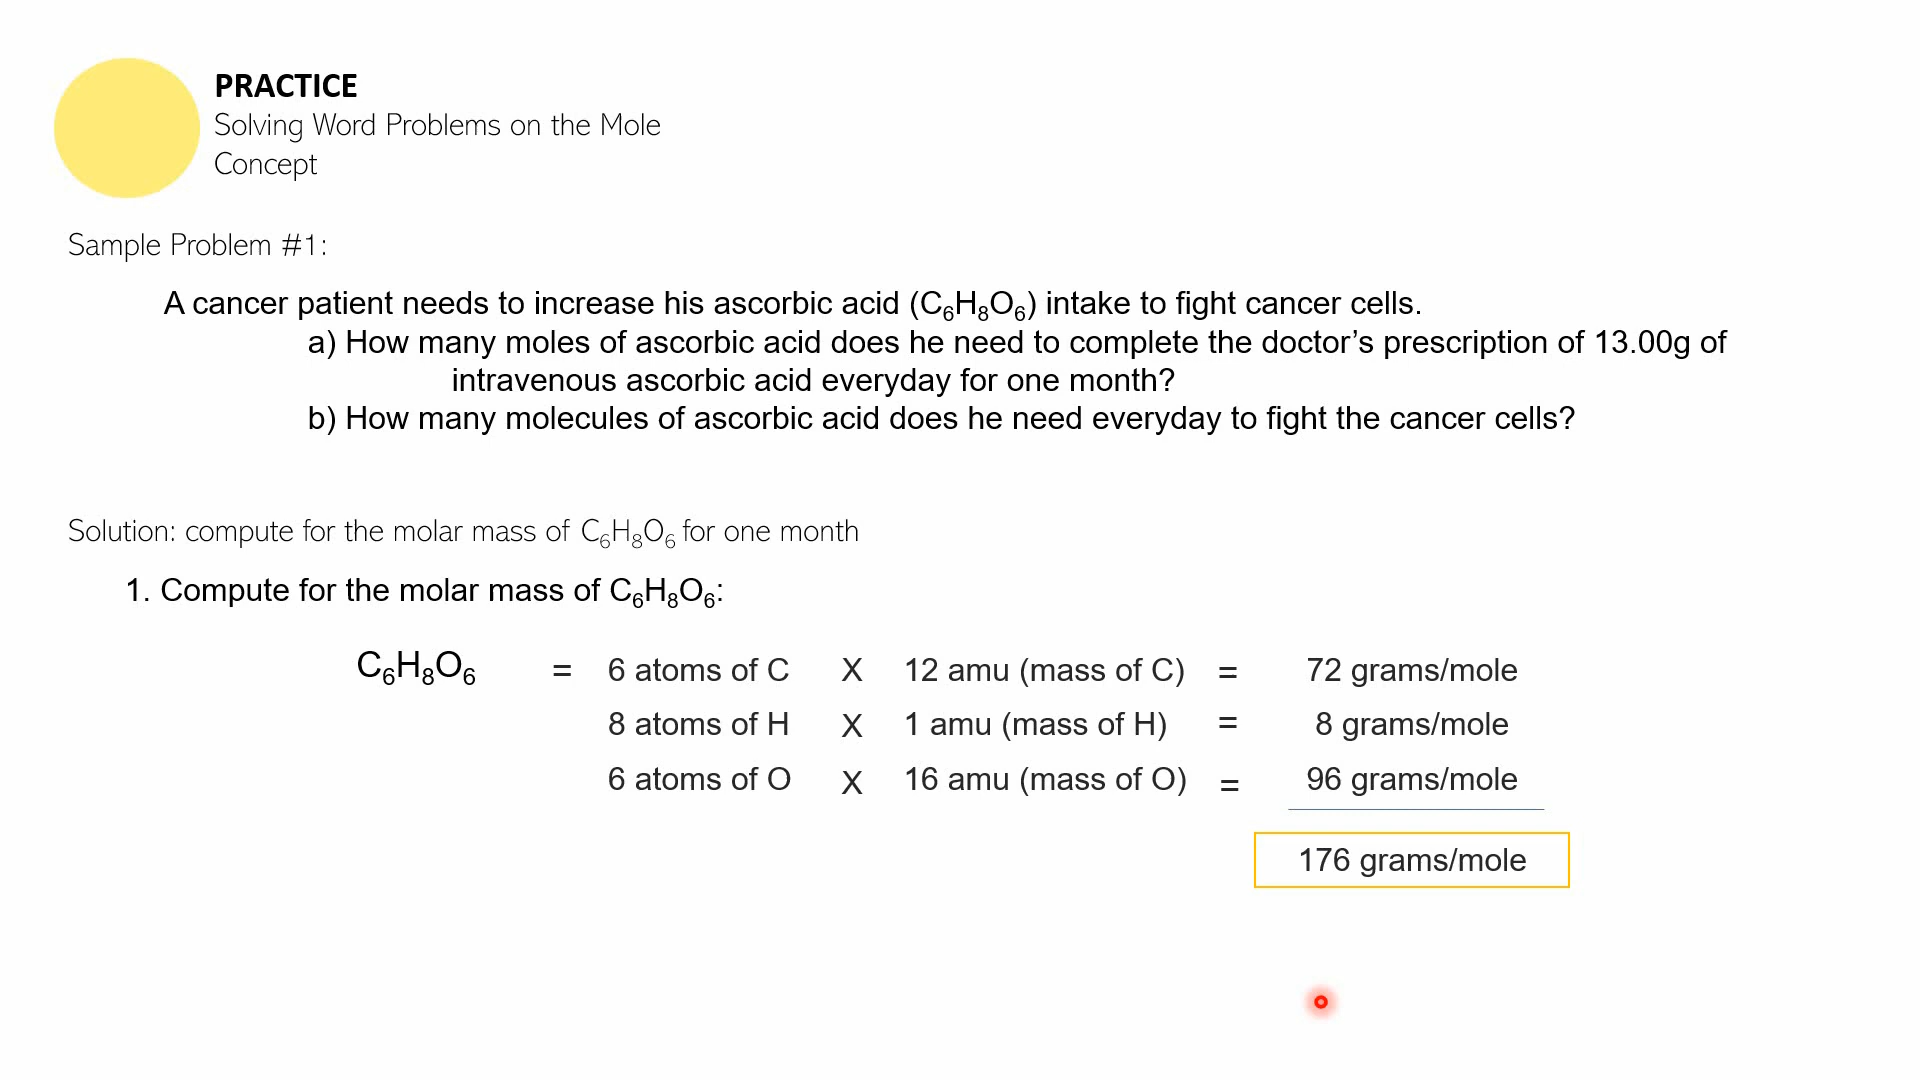 PRACTICE
Solving Word Problems on the Mole
Concept
Sample Problem #1:
A cancer patient needs to increase his ascorbic acid (C₆H₈O₆) intake to fight cancer cells.
a) How many moles of ascorbic acid does he need to complete the doctor’s prescription of 13.00g of
intravenous ascorbic acid everyday for one month?
b) How many molecules of ascorbic acid does he need everyday to fight the cancer cells?
Solution: compute for the molar mass of C₆H₈O₆ for one month
1. Compute for the molar mass of C₆H₈O₆:
C₆H₈O₆ = 6 atoms of C X 12 amu (mass of C) = 72 grams/mole
8 atoms of H X 1 amu (mass of H) = 8 grams/mole
6 atoms of O X 16 amu (mass of O) = 96 grams/mole
176 grams/mole